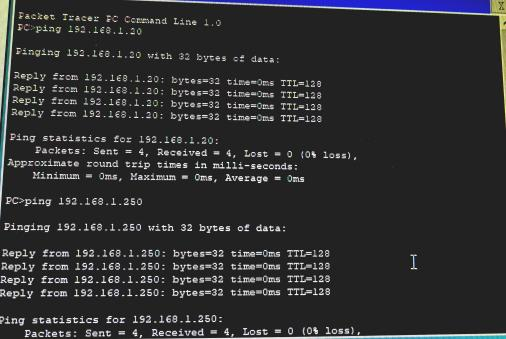 Packet Tracer PC Command Line 1.0
PC>ping 192.168.1.20
Pinging 192.168.1.20 with 32 bytes of data:
Reply from 192.168.1.20: bytes=32 time=0ms TTL=128
Reply from 192.168.1.20: bytes=32 time=0ms TTL=128
Reply from 192.168.1.20: bytes=32 time=0ms TTL=128
Reply from 192.168.1.20: bytes=32 time=0ms TTL=128
Ping statistics for 192.168.1.20:
Packets: Sent = 4, Received = 4, Lost = 0 (0% loss),
Approximate round trip times in milli-seconds:
Minimum = 0ms, Maximum = 0ms, Average = 0ms
PC>ping 192.168.1.250
Pinging 192.168.1.250 with 32 bytes of data:
Reply from 192.168.1.250: bytes=32 time=0ms TTL=128
Reply from 192.168.1.250: bytes=32 time=0ms TTL=128
Reply from 192.168.1.250: bytes=32 time=0ms TTL=128
Reply from 192.168.1.250: bytes=32 time=0ms TTL=128
Ping statistics for 192.168.1.250:
Packets: Sent = 4, Received = 4, Lost = 0 (0% loss),